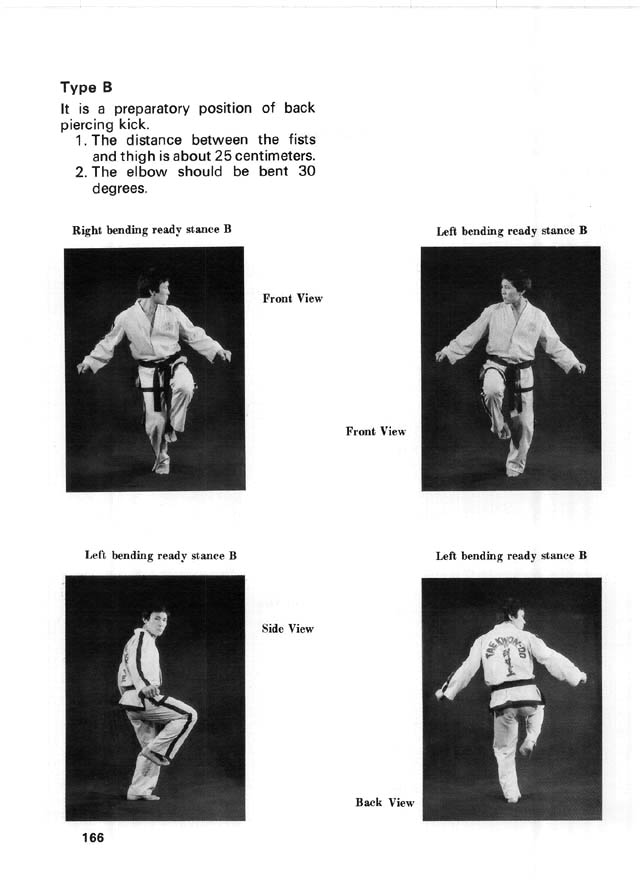 Type B
It is a preparatory position of back
piercing kick.
1. The distance between the fists
and thigh is about 25 centimeters.
2. The elbow should be bent 30
degrees.
Right bending ready stance B
Left bending ready stance B
Front View
Front View
Left bending ready stance B
Left bending ready stance B
Side View
TAEKWON-DO
Back View
166